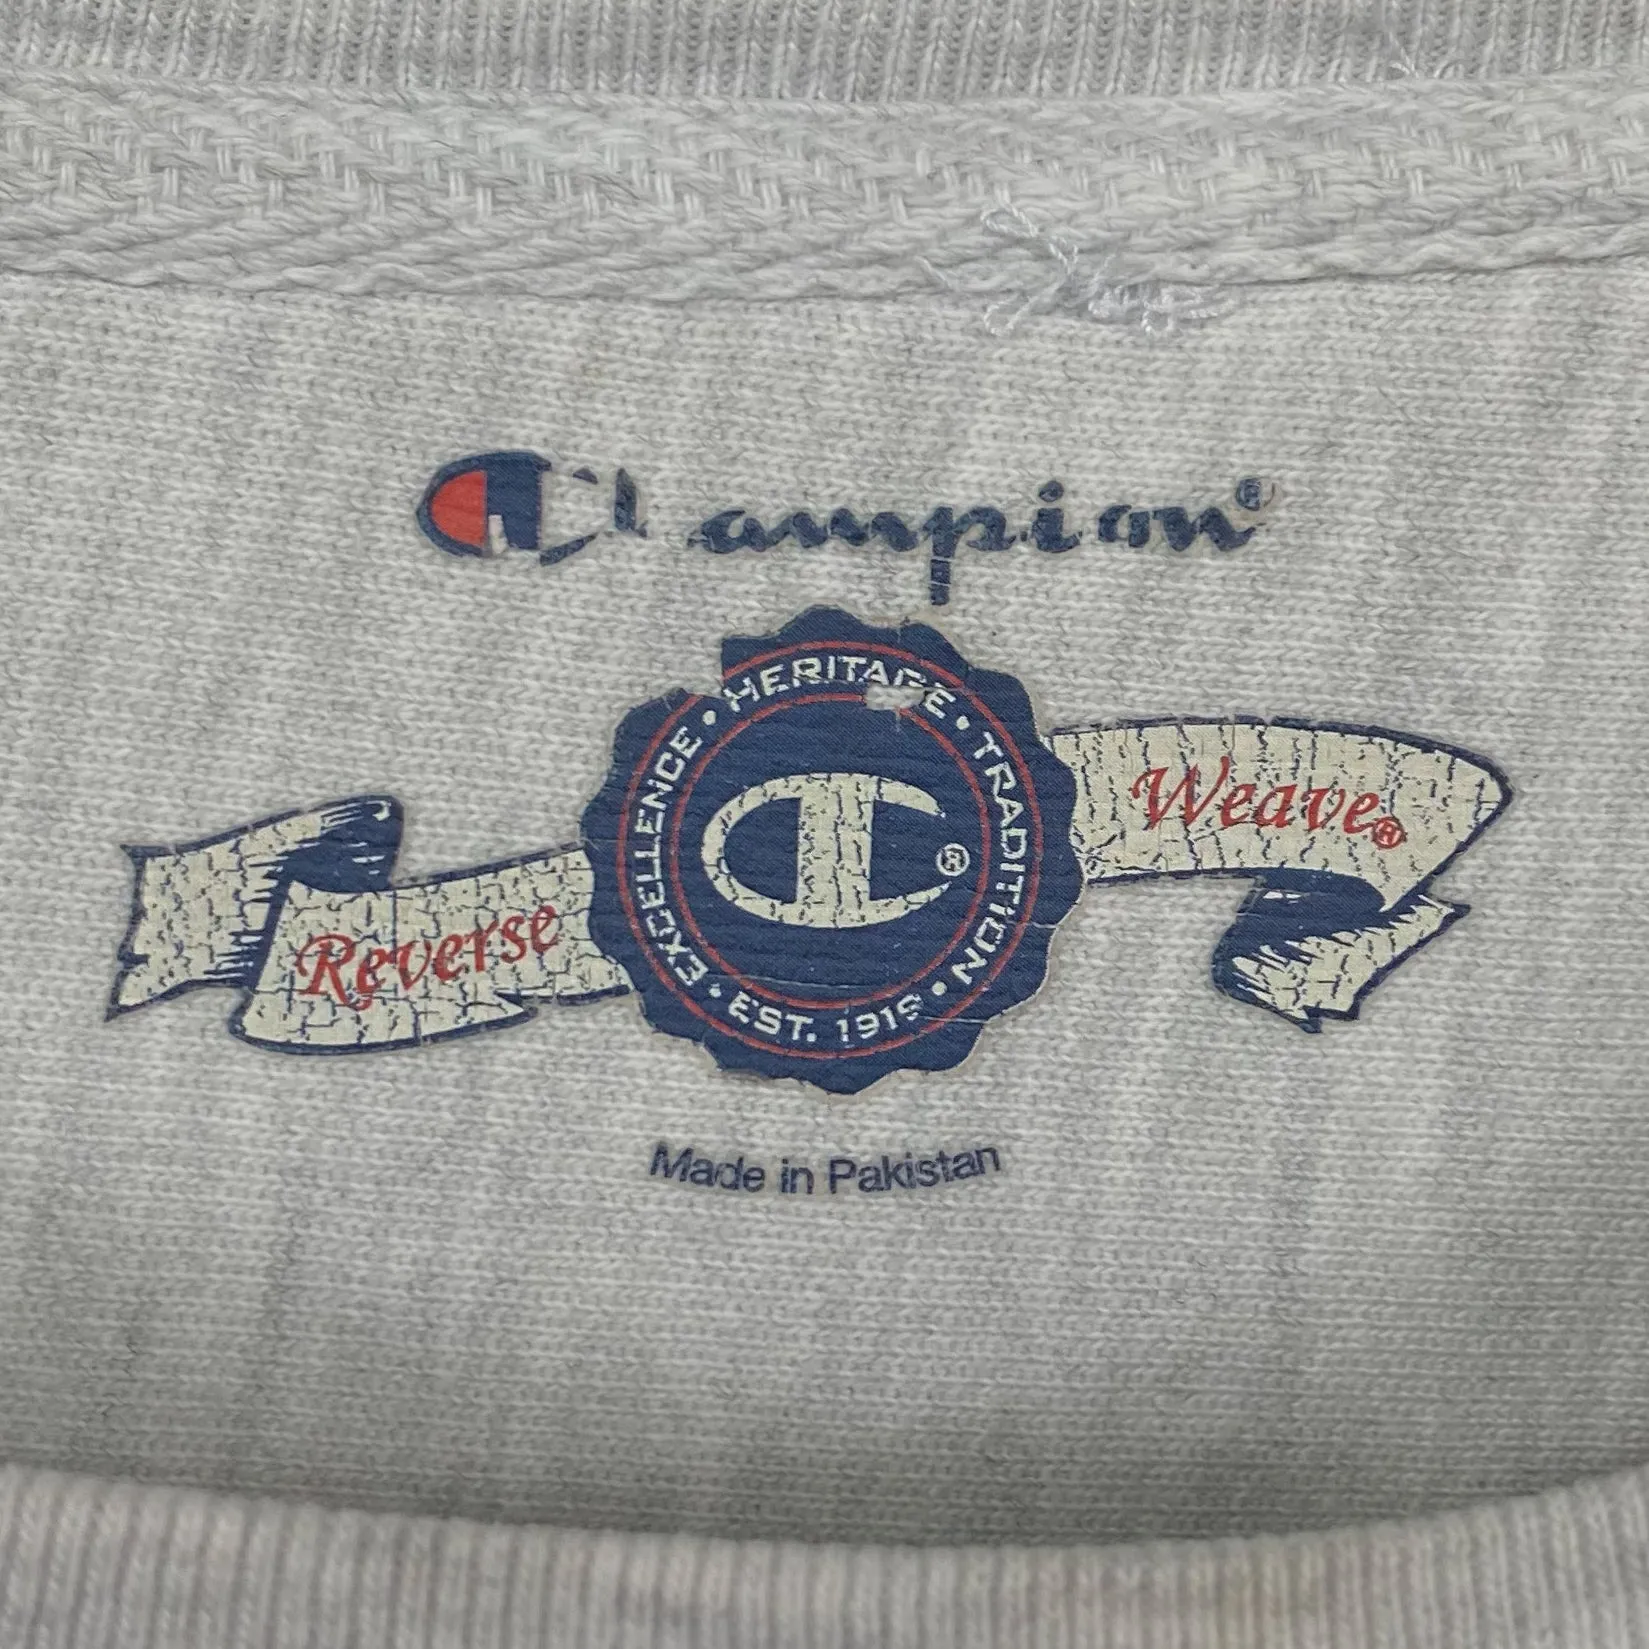 Champion®
HERITAGE • TRADITION • EST. 1919 • EXCELLENCE •
®
Reverse
Weave®
Made in Pakistan